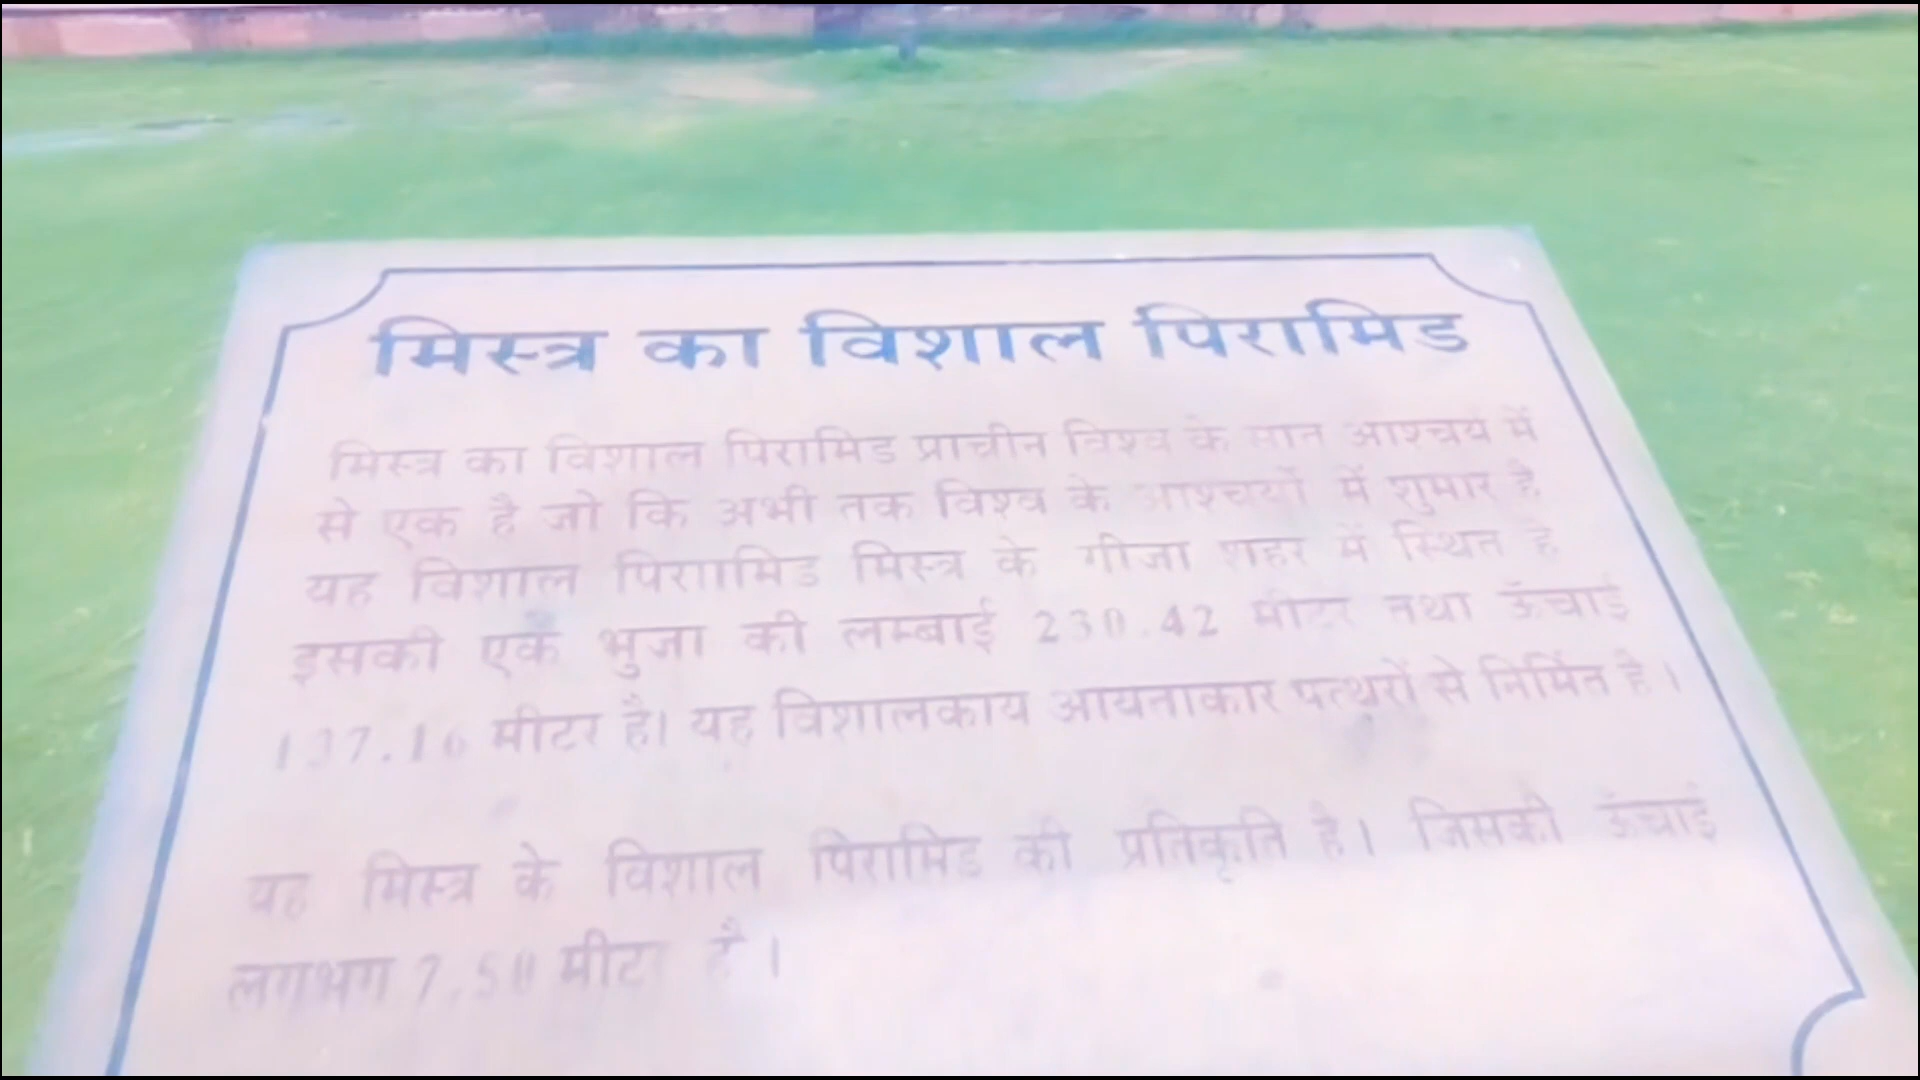 मिस्त्र का विशाल पिरामिड
मिस्त्र का विशाल पिरामिड प्राचीन विश्व के सात आश्चर्य में
से एक है जो कि अभी तक विश्व के आश्चर्यों में शुमार है
यह विशाल पिराामिड मिस्त्र के गीजा शहर में स्थित है
इसकी एक भुजा की लम्बाई 230.42 मीटर तथा ऊँचाई
137.16 मीटर है। यह विशालकाय आयताकार पत्थरों से निर्मित है।
यह मिस्त्र के विशाल पिरामिड की प्रतिकृति है। जिसकी ऊंचाई
लगभग 7.50 मीटर है।